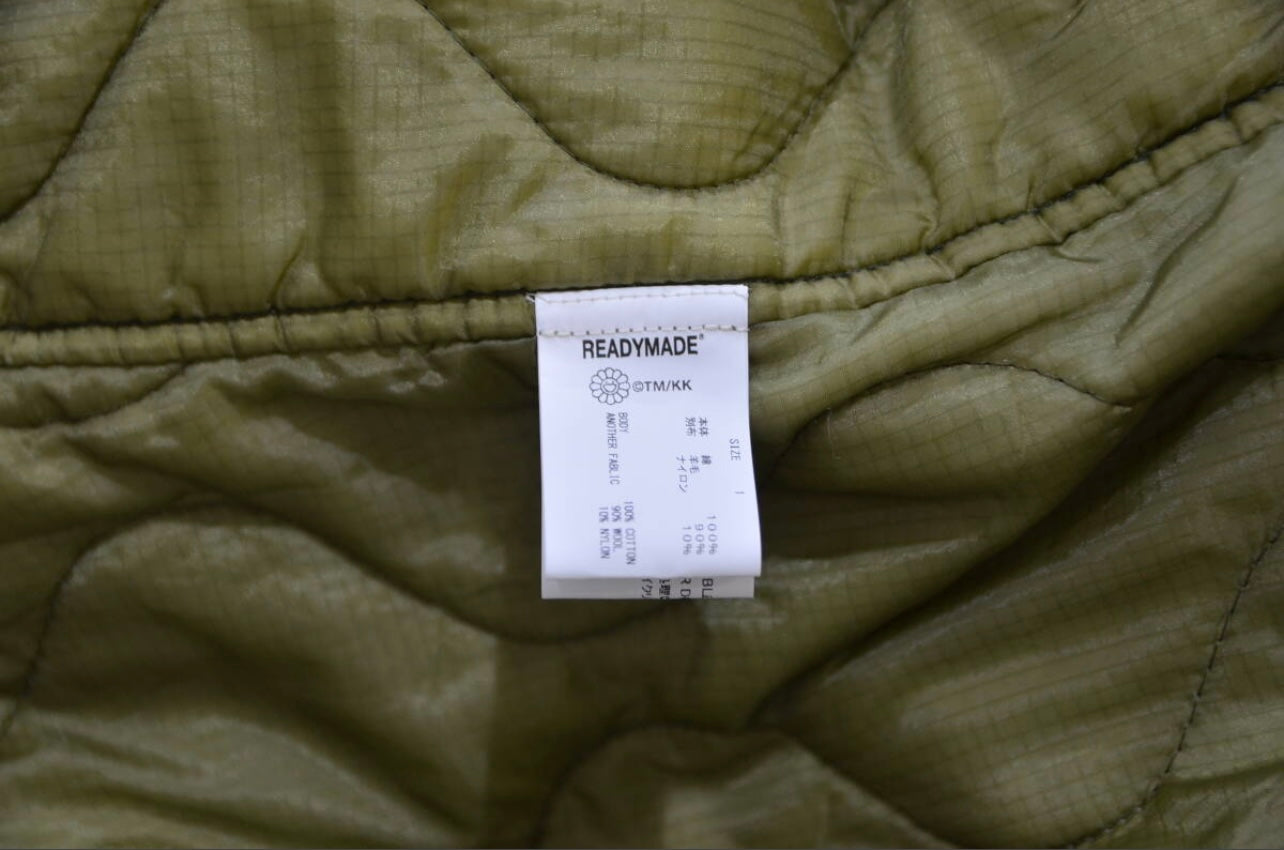 READYMADE®
©TM/KK
SIZE 1
本体 綿 100%
別布 羊毛 90%
ナイロン 10%
BODY 100% COTTON
ANOTHER FABLIC 90% WOOL
10% NYLON